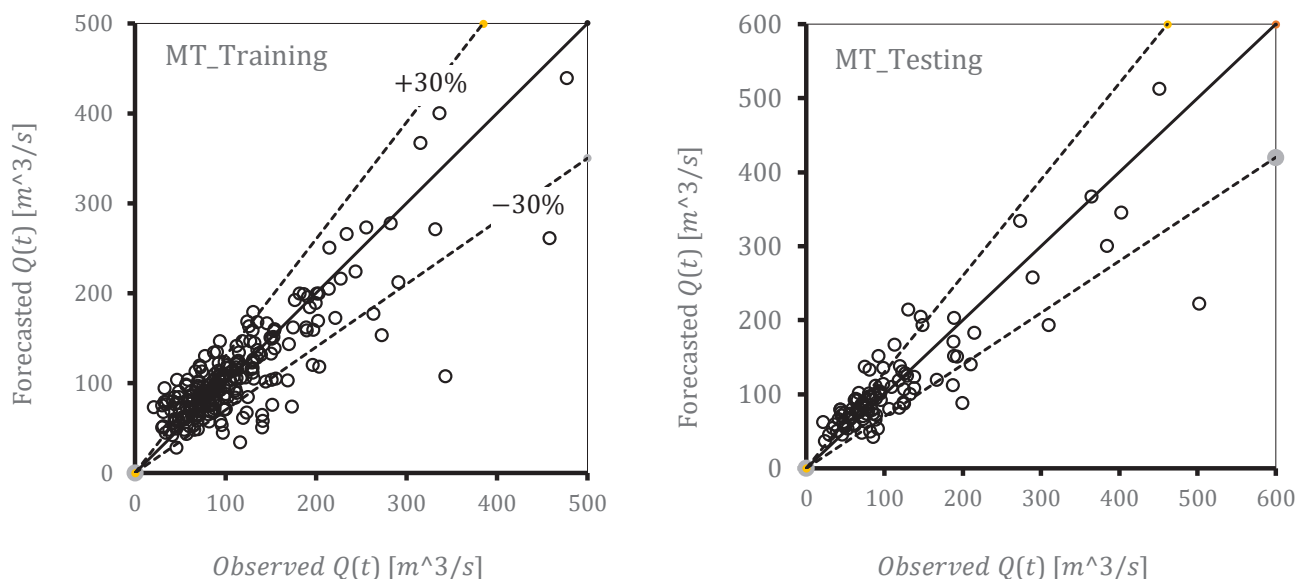 MT_Training
+30%
−30%
500
400
300
200
100
0
0 100 200 300 400 500
Forecasted Q(t) [m^3/s]
Observed Q(t) [m^3/s]
MT_Testing
600
500
400
300
200
100
0
0 100 200 300 400 500 600
Forecasted Q(t) [m^3/s]
Observed Q(t) [m^3/s]